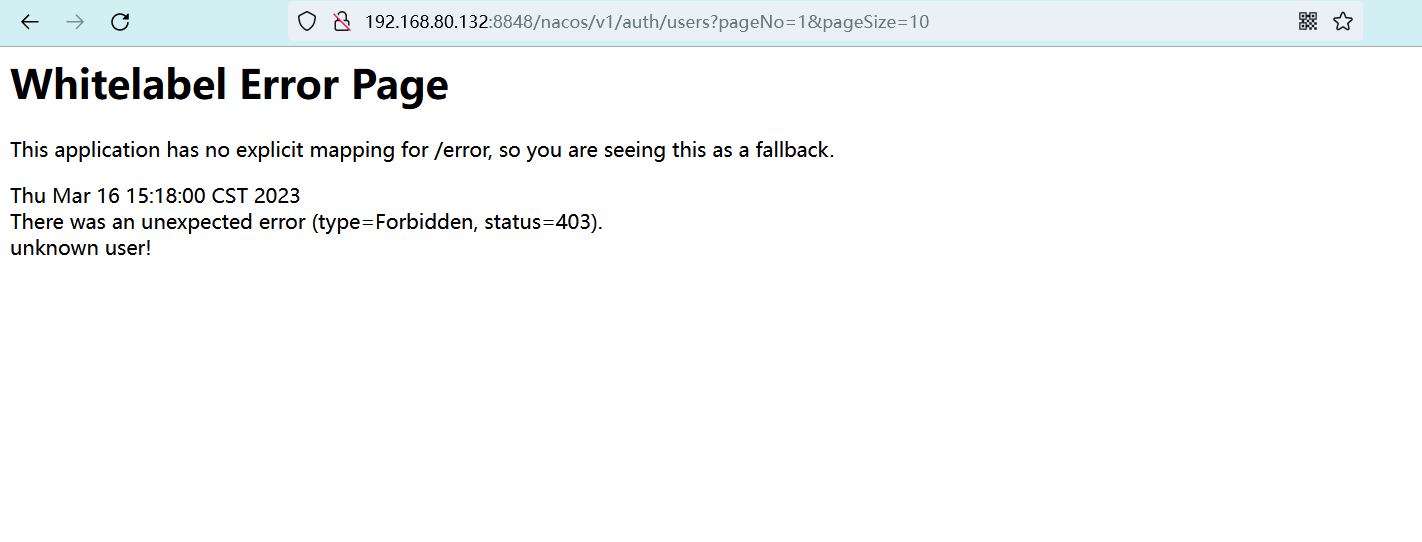 192.168.80.132:8848/nacos/v1/auth/users?pageNo=1&pageSize=10
Whitelabel Error Page
This application has no explicit mapping for /error, so you are seeing this as a fallback.
Thu Mar 16 15:18:00 CST 2023
There was an unexpected error (type=Forbidden, status=403).
unknown user!